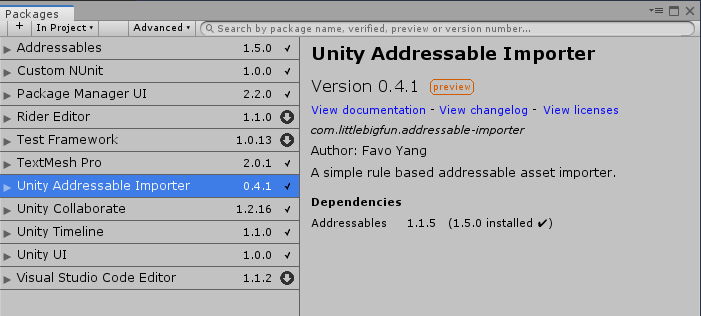 Packages
+ In Project Advanced Search by package name, verified, preview or version number...
Addressables 1.5.0 ✓
Custom NUnit 1.0.0 ✓
Package Manager UI 2.2.0 ✓
Rider Editor 1.1.0
Test Framework 1.0.13
TextMesh Pro 2.0.1 ✓
Unity Addressable Importer 0.4.1 ✓
Unity Collaborate 1.2.16 ✓
Unity Timeline 1.1.0 ✓
Unity UI 1.0.0 ✓
Visual Studio Code Editor 1.1.2
Unity Addressable Importer
Version 0.4.1 preview
View documentation - View changelog - View licenses
com.littlebigfun.addressable-importer
Author: Favo Yang
A simple rule based addressable asset importer.
Dependencies
Addressables 1.1.5 (1.5.0 installed ✔)